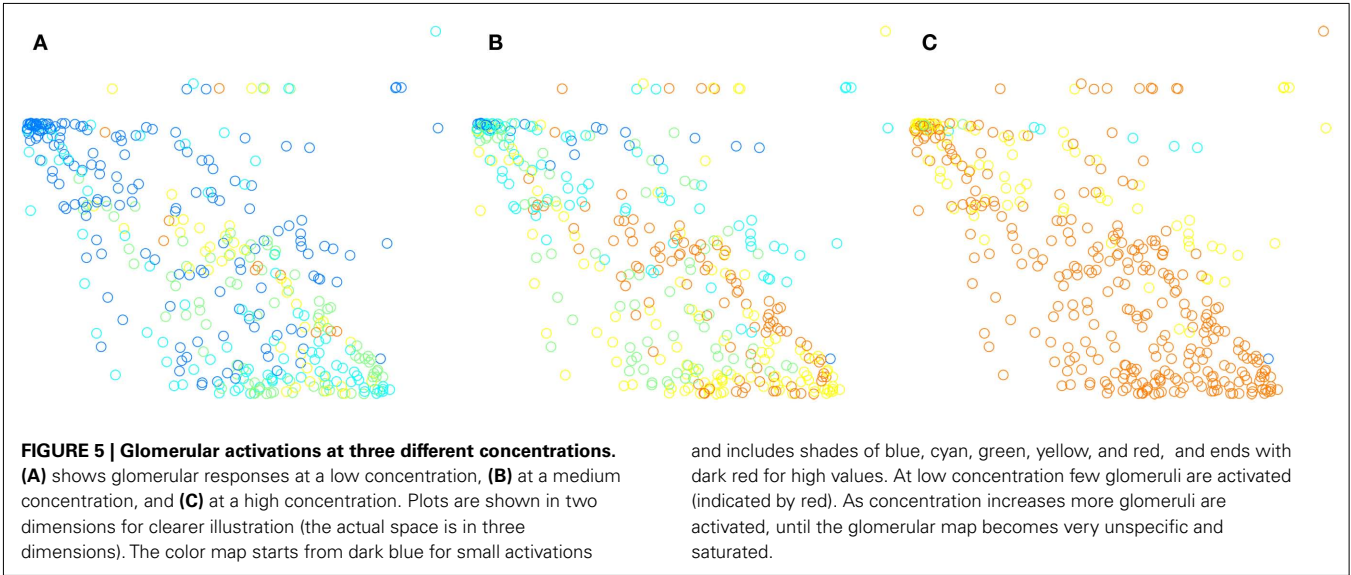 A
B
C
FIGURE 5 | Glomerular activations at three different concentrations.
(A) shows glomerular responses at a low concentration, (B) at a medium
concentration, and (C) at a high concentration. Plots are shown in two
dimensions for clearer illustration (the actual space is in three
dimensions). The color map starts from dark blue for small activations
and includes shades of blue, cyan, green, yellow, and red, and ends with
dark red for high values. At low concentration few glomeruli are activated
(indicated by red). As concentration increases more glomeruli are
activated, until the glomerular map becomes very unspecific and
saturated.